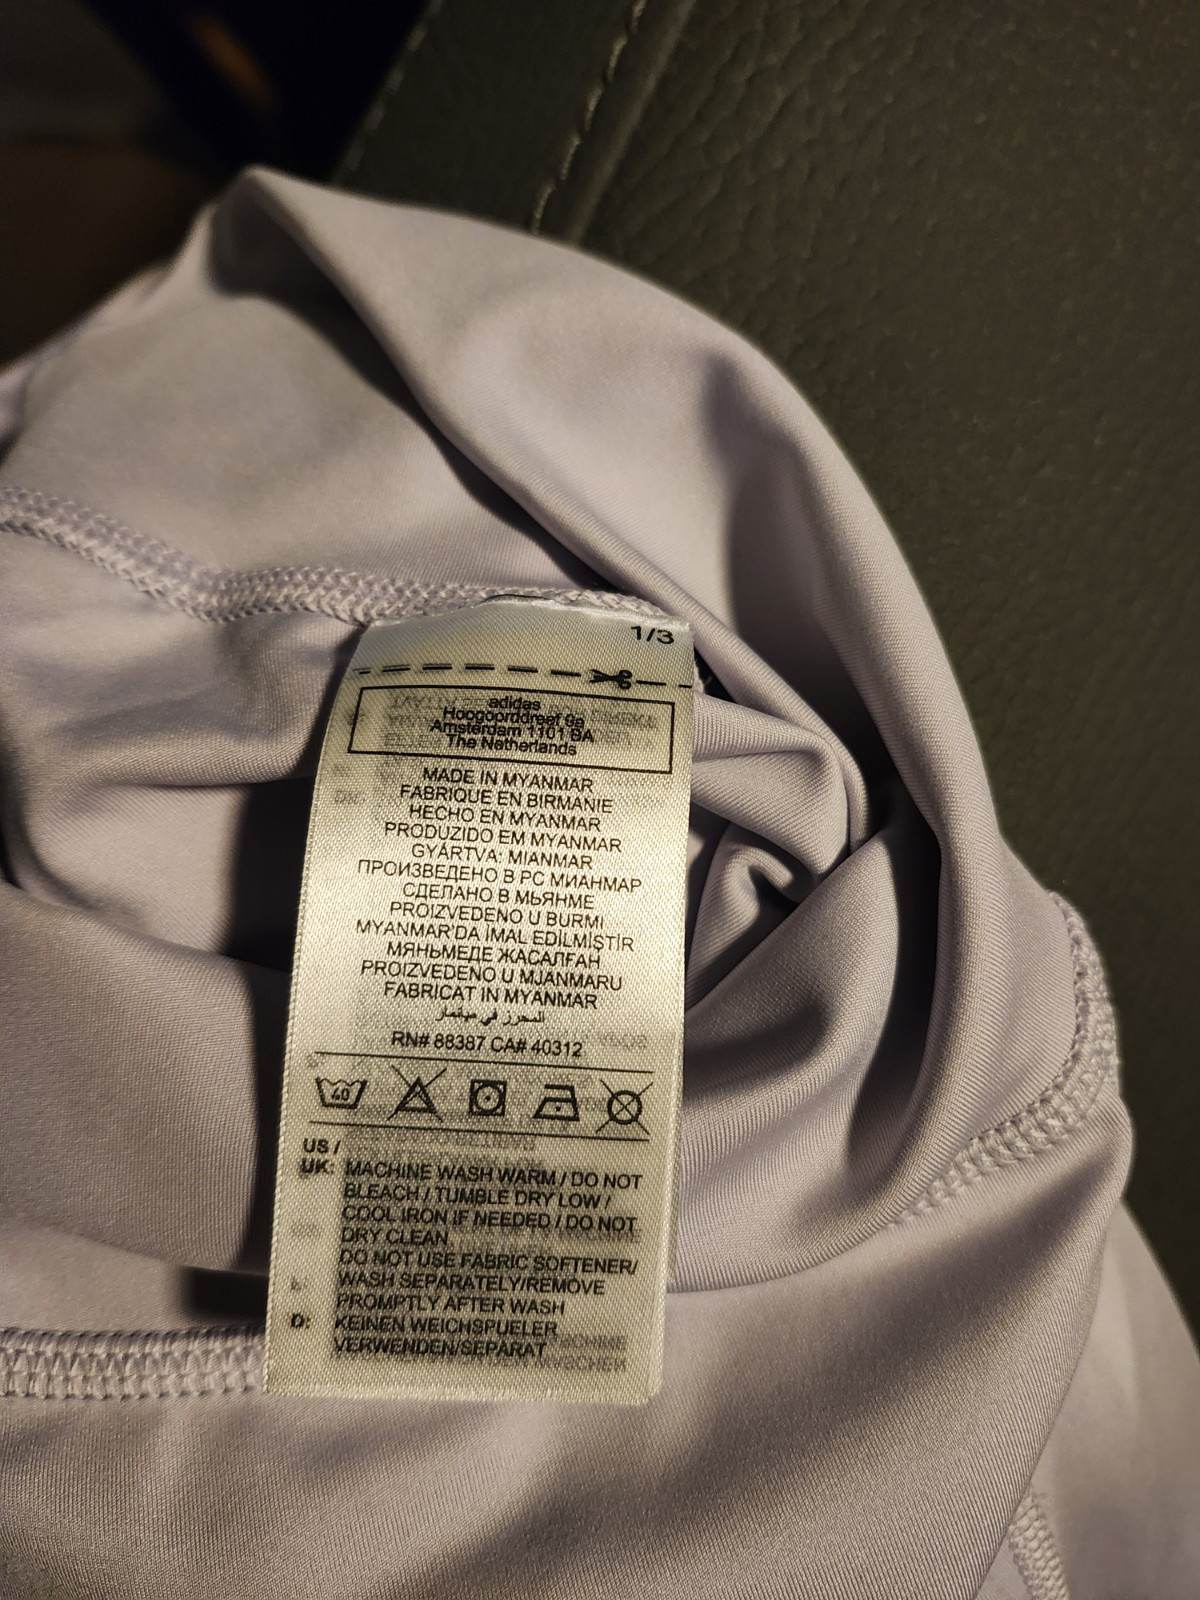 1/3
adidas
Hoogoorddreef 9a
Amsterdam 1101 BA
The Netherlands
MADE IN MYANMAR
FABRIQUE EN BIRMANIE
HECHO EN MYANMAR
PRODUZIDO EM MYANMAR
GYÁRTVA: MIANMAR
ПРОИЗВЕДЕНО В РС МИАНМАР
СДЕЛАНО В МЬЯНМЕ
PROIZVEDENO U BURMI
MYANMAR'DA İMAL EDİLMİŞTİR
МЯНЬМЕДЕ ЖАСАЛҒАН
PROIZVEDENO U MJANMARU
FABRICAT IN MYANMAR
في ميانمار
RN# 88387 CA# 40312
40
US /
UK: MACHINE WASH WARM / DO NOT
BLEACH / TUMBLE DRY LOW /
COOL IRON IF NEEDED / DO NOT
DRY CLEAN
DO NOT USE FABRIC SOFTENER/
WASH SEPARATELY/REMOVE
PROMPTLY AFTER WASH
D: KEINEN WEICHSPUELER
VERWENDEN/SEPARAT